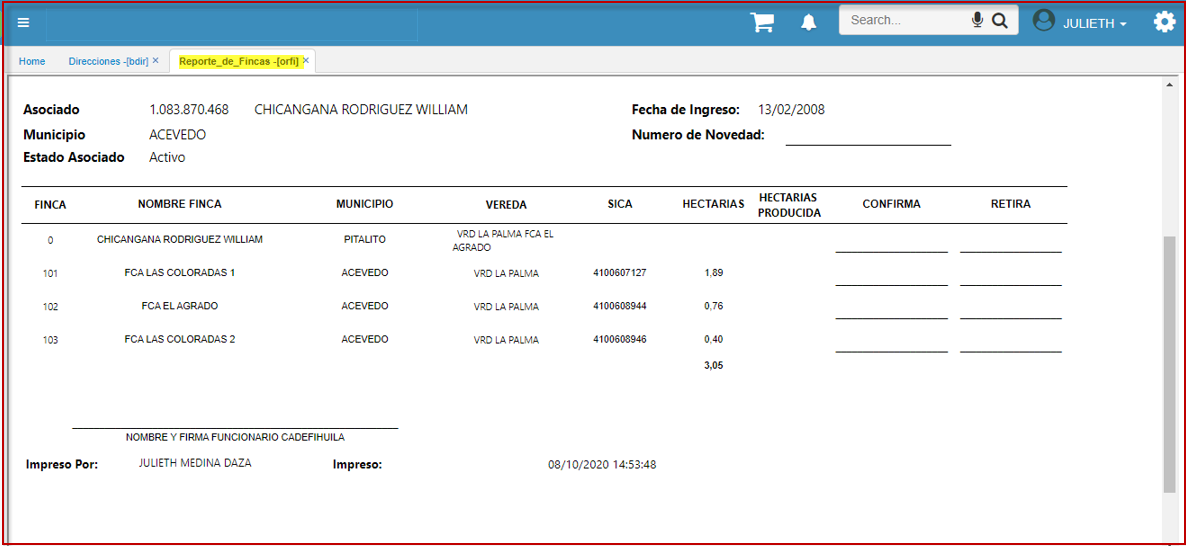 Search... JULIETH
Home Direcciones -[bdir] × Reporte_de_Fincas -[orfi] ×
Asociado 1.083.870.468 CHICANGANA RODRIGUEZ WILLIAM Fecha de Ingreso: 13/02/2008
Municipio ACEVEDO Numero de Novedad:
Estado Asociado Activo
FINCA NOMBRE FINCA MUNICIPIO VEREDA SICA HECTARIAS HECTARIAS PRODUCIDA CONFIRMA RETIRA
0 CHICANGANA RODRIGUEZ WILLIAM PITALITO VRD LA PALMA FCA EL AGRADO
101 FCA LAS COLORADAS 1 ACEVEDO VRD LA PALMA 4100607127 1,89
102 FCA EL AGRADO ACEVEDO VRD LA PALMA 4100608944 0,76
103 FCA LAS COLORADAS 2 ACEVEDO VRD LA PALMA 4100608946 0,40
3,05
NOMBRE Y FIRMA FUNCIONARIO CADEFIHUILA
Impreso Por: JULIETH MEDINA DAZA Impreso: 08/10/2020 14:53:48